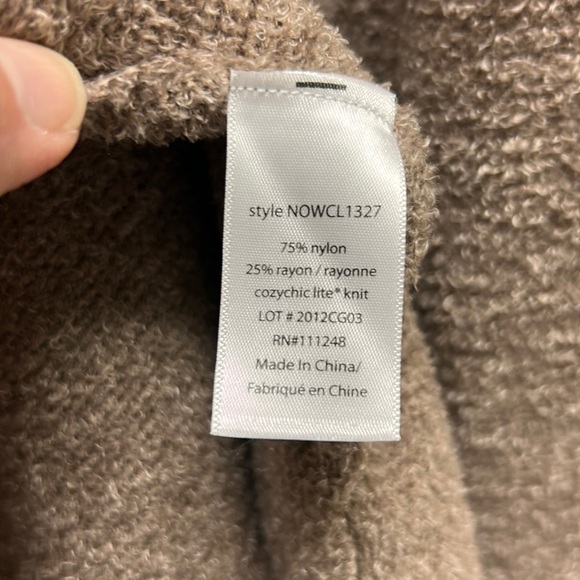 style NOWCL1327
75% nylon
25% rayon / rayonne
cozychic lite® knit
LOT # 2012CG03
RN#111248
Made In China/
Fabriqué en Chine